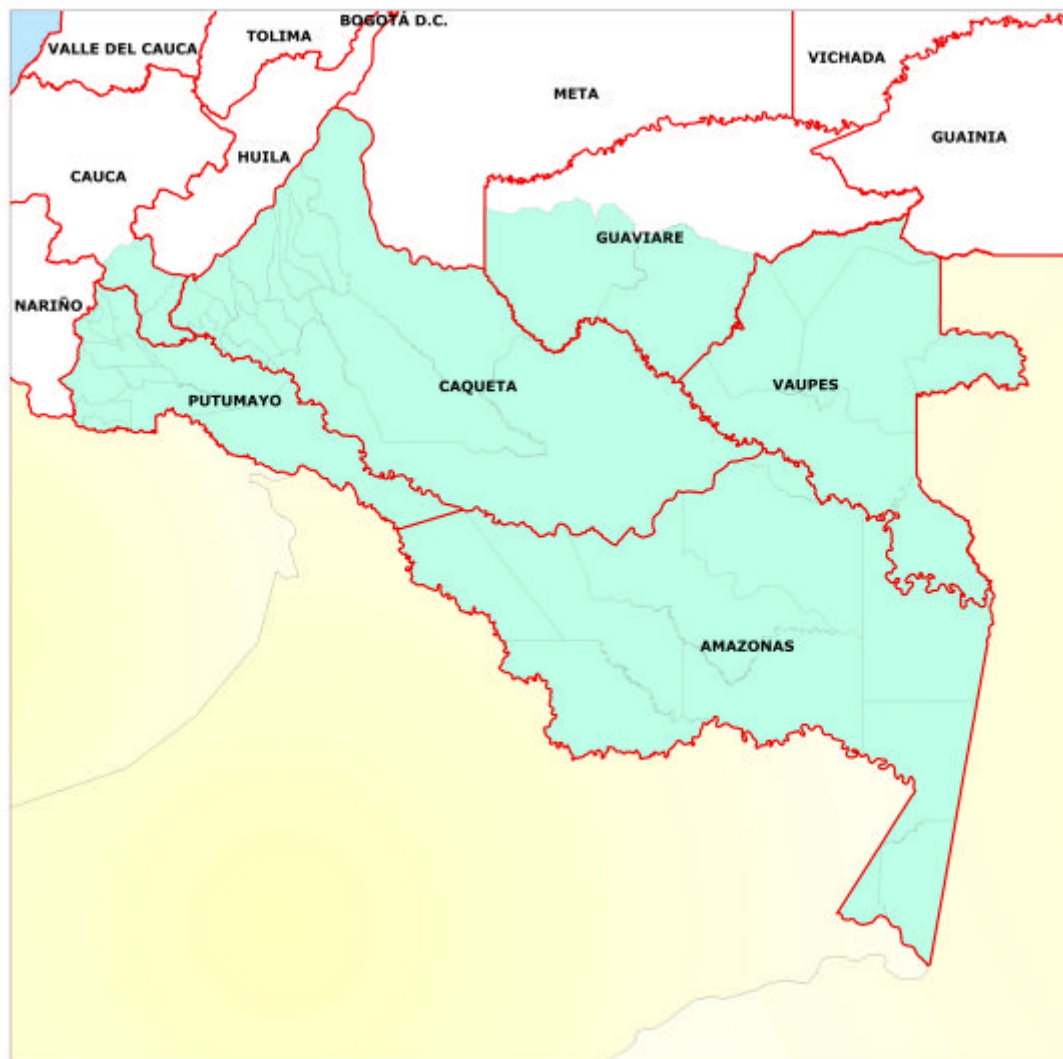 BOGOTÁ D.C.
TOLIMA
VALLE DEL CAUCA
VICHADA
META
GUAINIA
HUILA
CAUCA
GUAVIARE
NARIÑO
CAQUETA
VAUPES
PUTUMAYO
AMAZONAS